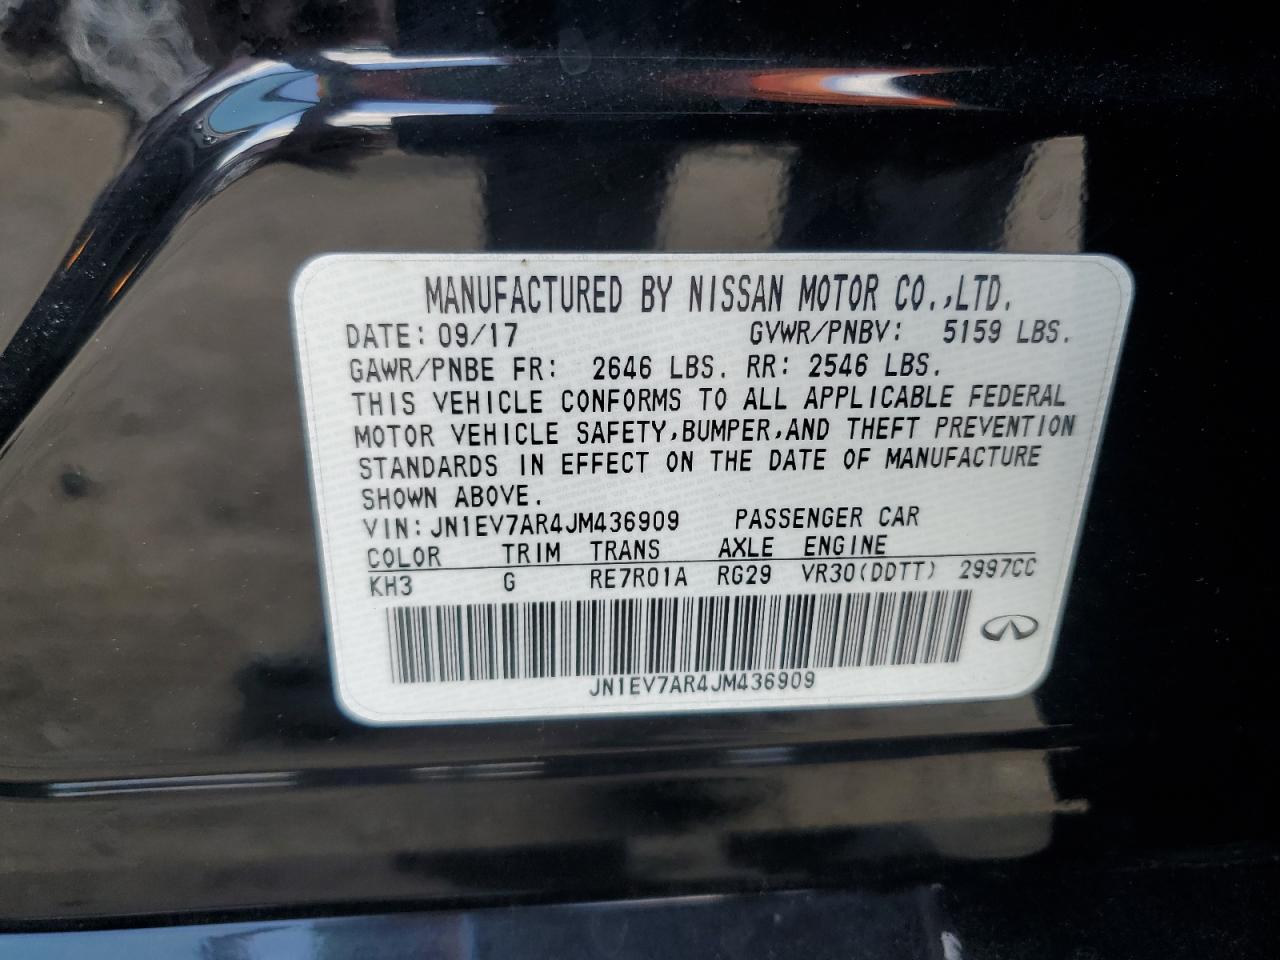 MANUFACTURED BY NISSAN MOTOR CO.,LTD.
DATE: 09/17 GVWR/PNBV: 5159 LBS.
GAWR/PNBE FR: 2646 LBS. RR: 2546 LBS.
THIS VEHICLE CONFORMS TO ALL APPLICABLE FEDERAL
MOTOR VEHICLE SAFETY,BUMPER,AND THEFT PREVENTION
STANDARDS IN EFFECT ON THE DATE OF MANUFACTURE
SHOWN ABOVE.
VIN:JN1EV7AR4JM436909 PASSENGER CAR
COLOR TRIM TRANS AXLE ENGINE
KH3 G RE7R01A RG29 VR30(DDTT) 2997CC
JN1EV7AR4JM436909